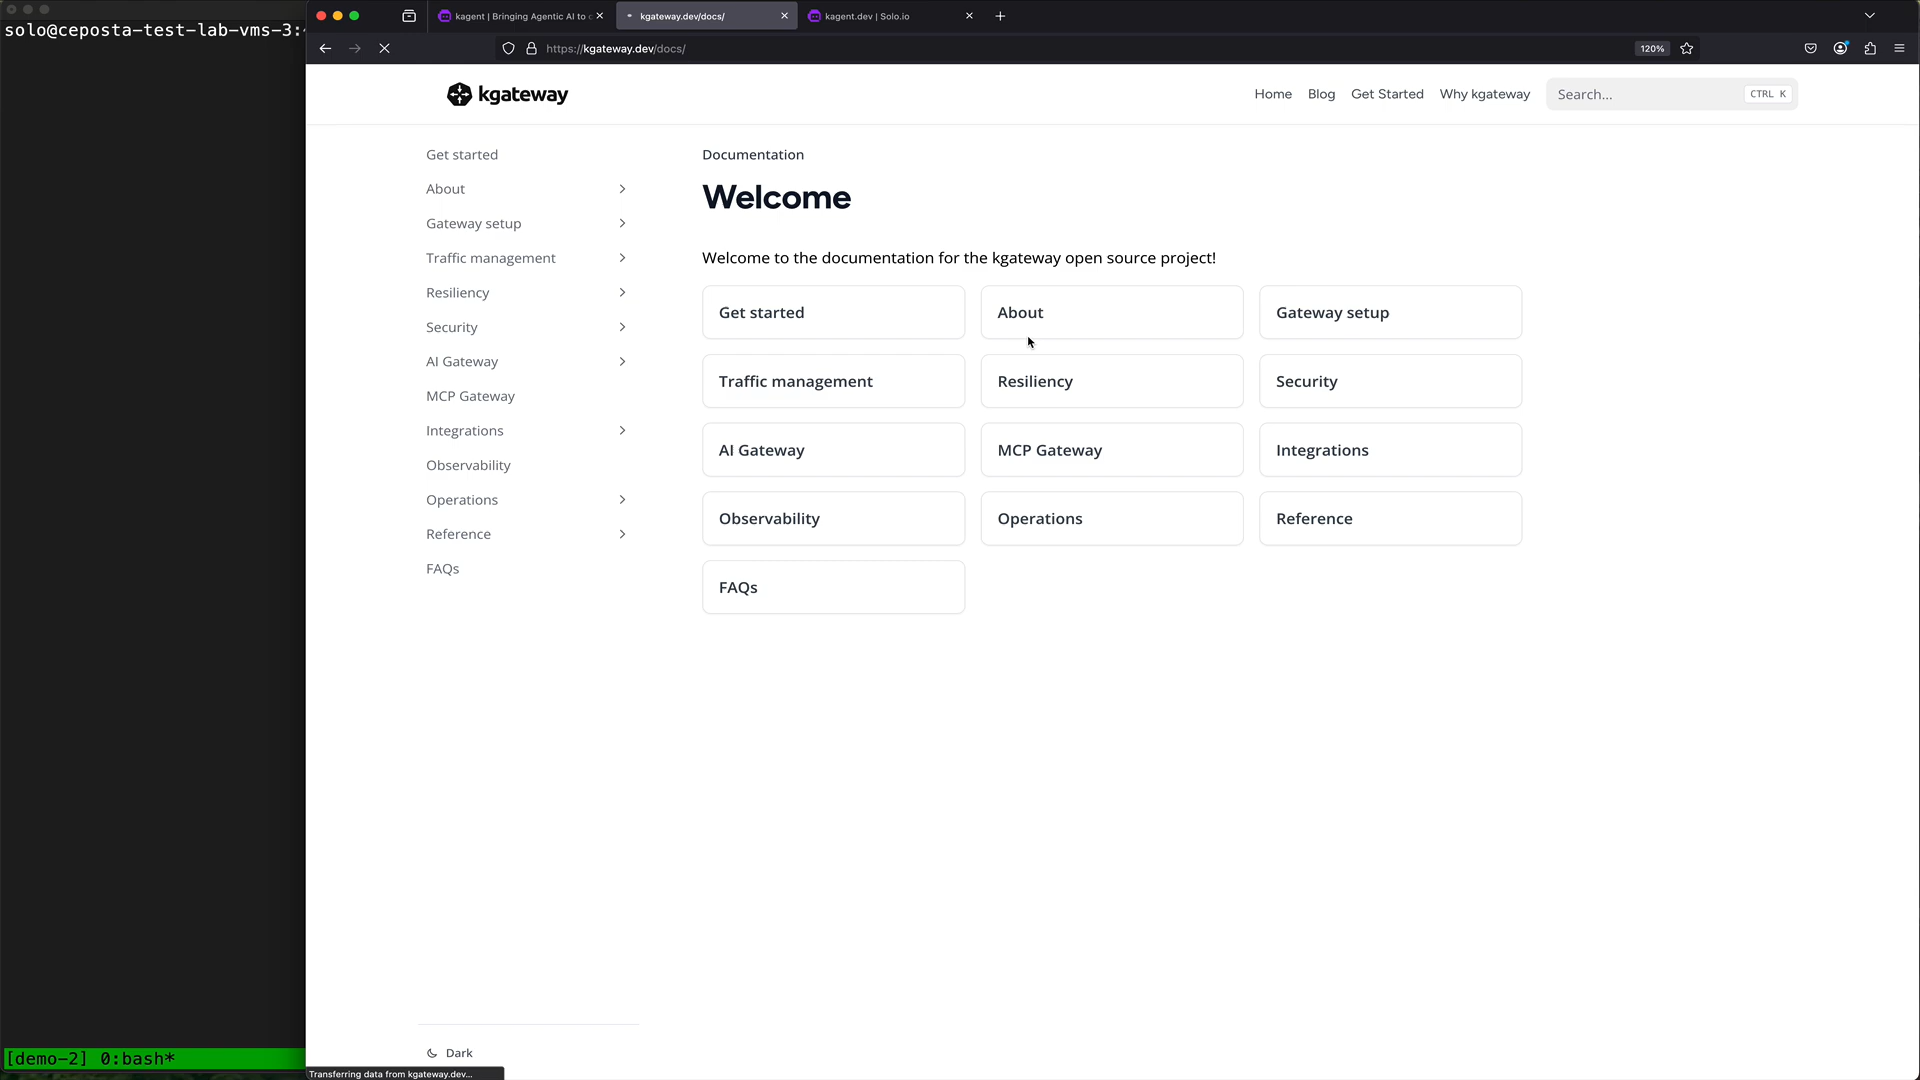 solo@ceposta-test-lab-vms-3:
kagent | Bringing Agentic AI to
kgateway.dev/docs/
kagent.dev | Solo.io
https://kgateway.dev/docs/
120%
kgateway
Home
Blog
Get Started
Why kgateway
Search...
CTRL K
Get started
About
Gateway setup
Traffic management
Resiliency
Security
AI Gateway
MCP Gateway
Integrations
Observability
Operations
Reference
FAQs
Documentation
Welcome
Welcome to the documentation for the kgateway open source project!
Get started
About
Gateway setup
Traffic management
Resiliency
Security
AI Gateway
MCP Gateway
Integrations
Observability
Operations
Reference
FAQs
Dark
[demo-2] 0:bash*
Transferring data from kgateway.dev...